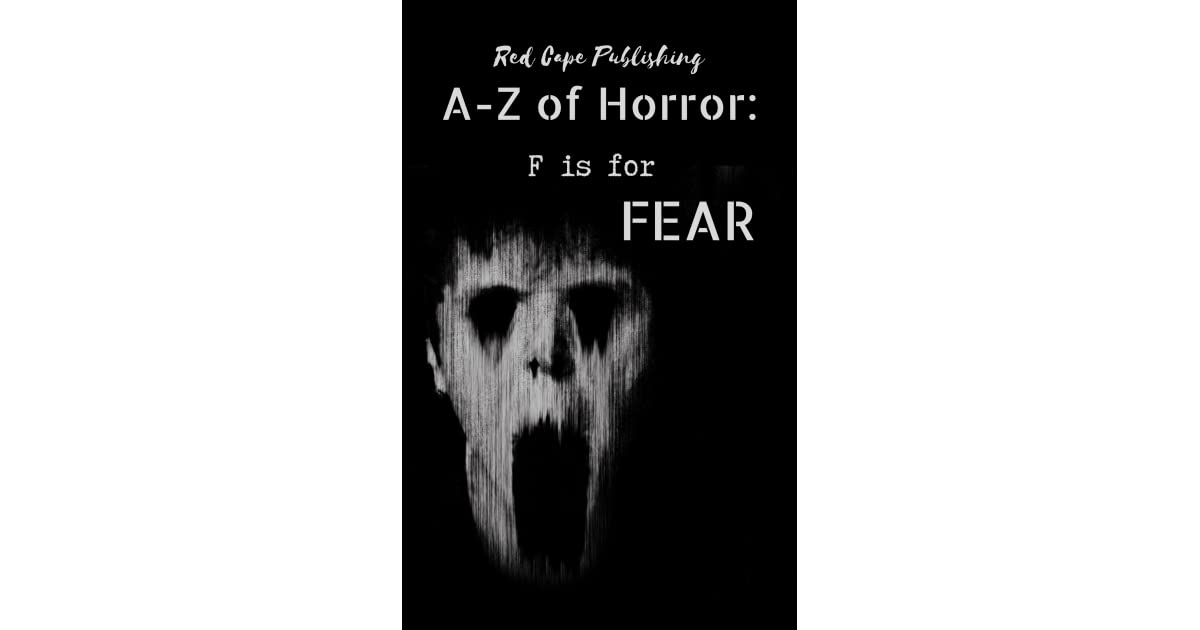 Red Cape Publishing
A-Z of Horror:
F is for
FEAR